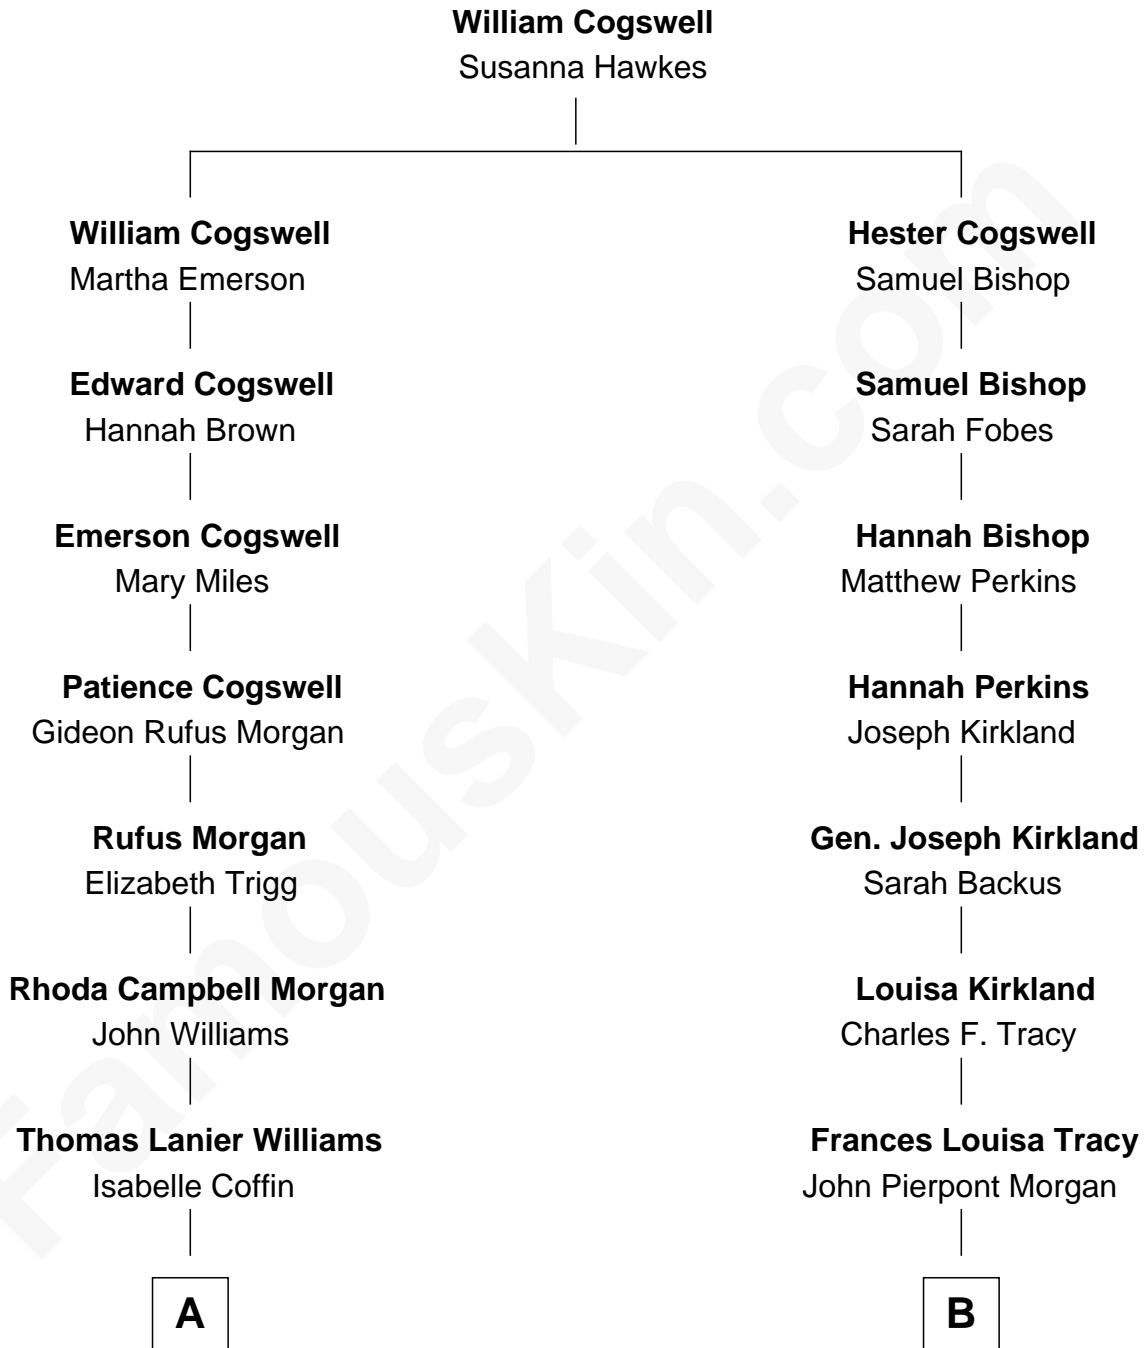 William Cogswell
Susanna Hawkes
William Cogswell
Martha Emerson
Edward Cogswell
Hannah Brown
Emerson Cogswell
Mary Miles
Patience Cogswell
Gideon Rufus Morgan
Rufus Morgan
Elizabeth Trigg
Rhoda Campbell Morgan
John Williams
Thomas Lanier Williams
Isabelle Coffin
A
Hester Cogswell
Samuel Bishop
Samuel Bishop
Sarah Fobes
Hannah Bishop
Matthew Perkins
Hannah Perkins
Joseph Kirkland
Gen. Joseph Kirkland
Sarah Backus
Louisa Kirkland
Charles F. Tracy
Frances Louisa Tracy
John Pierpont Morgan
B
FamousKin.com